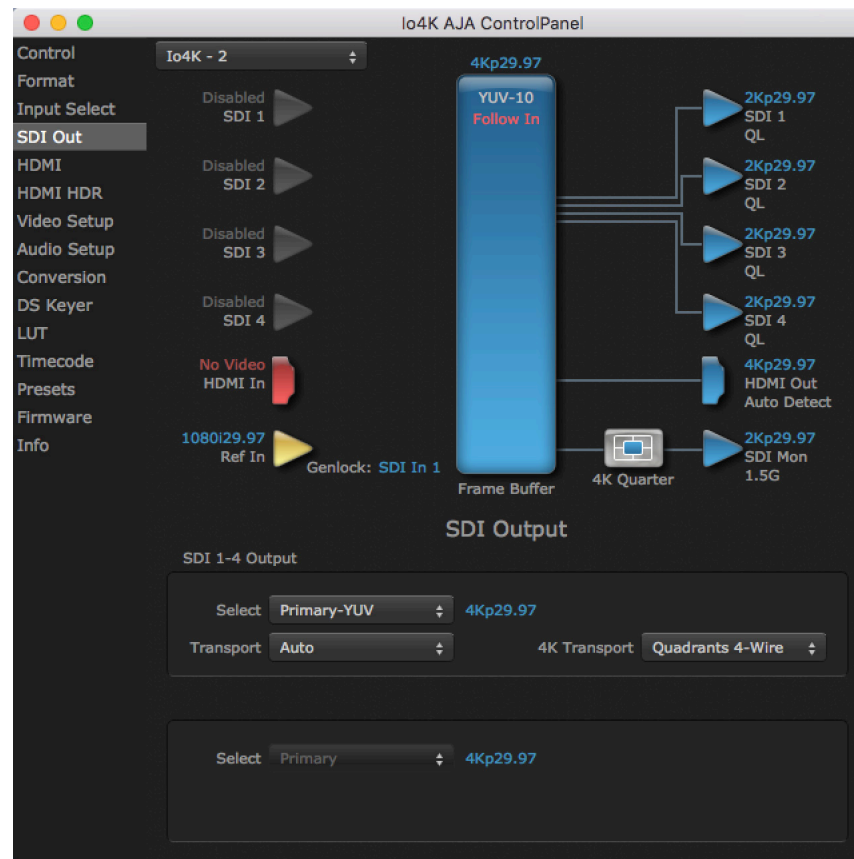 Io4K AJA ControlPanel
Control
Format
Input Select
SDI Out
HDMI
HDMI HDR
Video Setup
Audio Setup
Conversion
DS Keyer
LUT
Timecode
Presets
Firmware
Info
Io4K - 2
Disabled
SDI 1
Disabled
SDI 2
Disabled
SDI 3
Disabled
SDI 4
No Video
HDMI In
1080i29.97
Ref In
Genlock: SDI In 1
4Kp29.97
YUV-10
Follow In
Frame Buffer
4K Quarter
2Kp29.97
SDI 1
QL
2Kp29.97
SDI 2
QL
2Kp29.97
SDI 3
QL
2Kp29.97
SDI 4
QL
4Kp29.97
HDMI Out
Auto Detect
2Kp29.97
SDI Mon
1.5G
SDI Output
SDI 1-4 Output
Select Primary-YUV 4Kp29.97
Transport Auto 4K Transport Quadrants 4-Wire
Select Primary 4Kp29.97